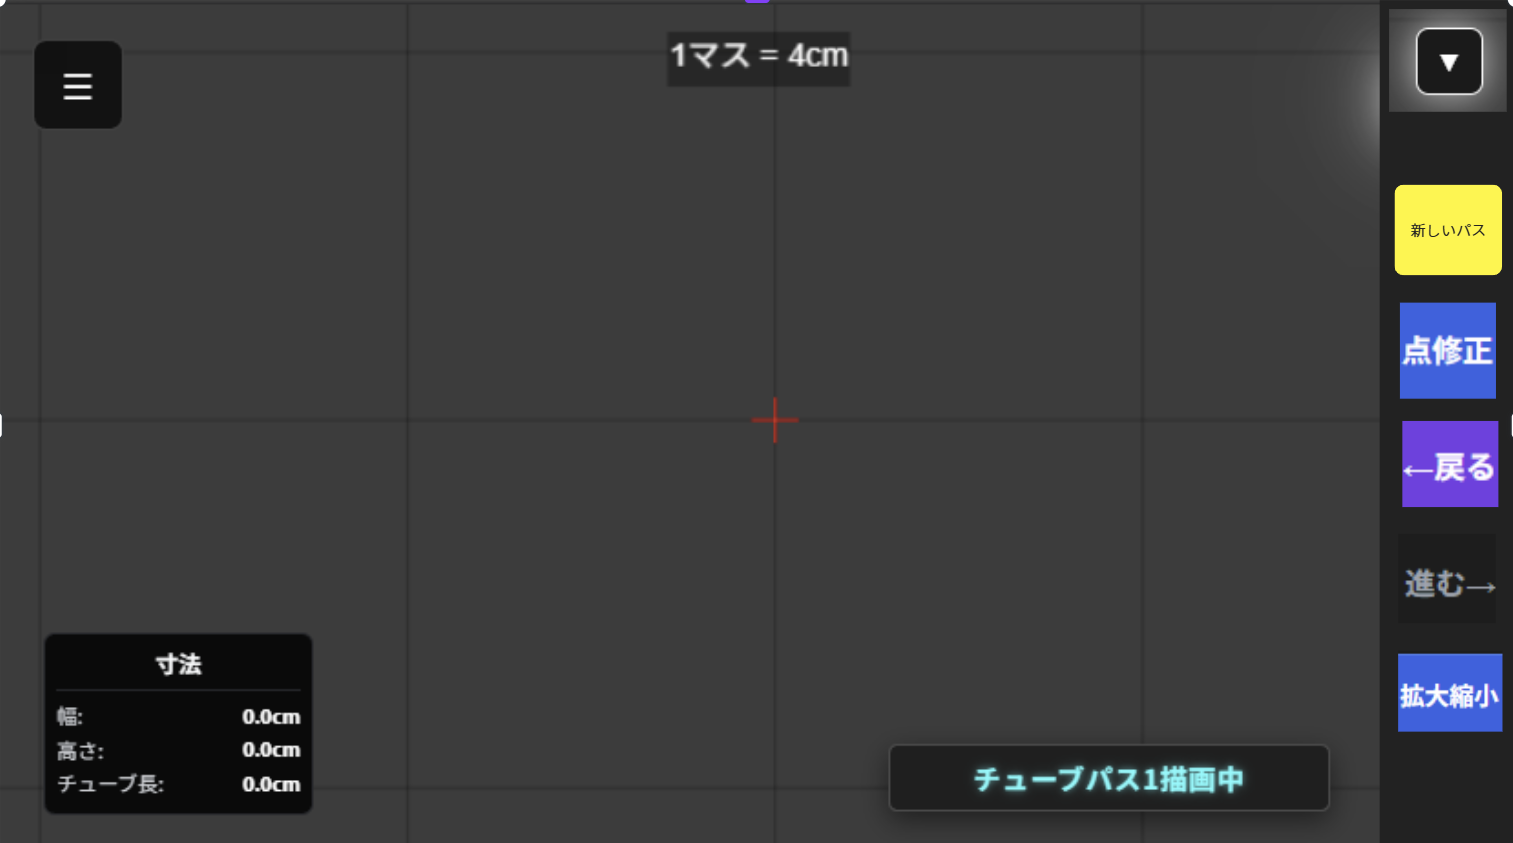 1マス = 4cm
☰
▼
新しいパス
点修正
←戻る
進む→
拡大縮小
寸法
幅: 0.0cm
高さ: 0.0cm
チューブ長: 0.0cm
チューブパス1描画中